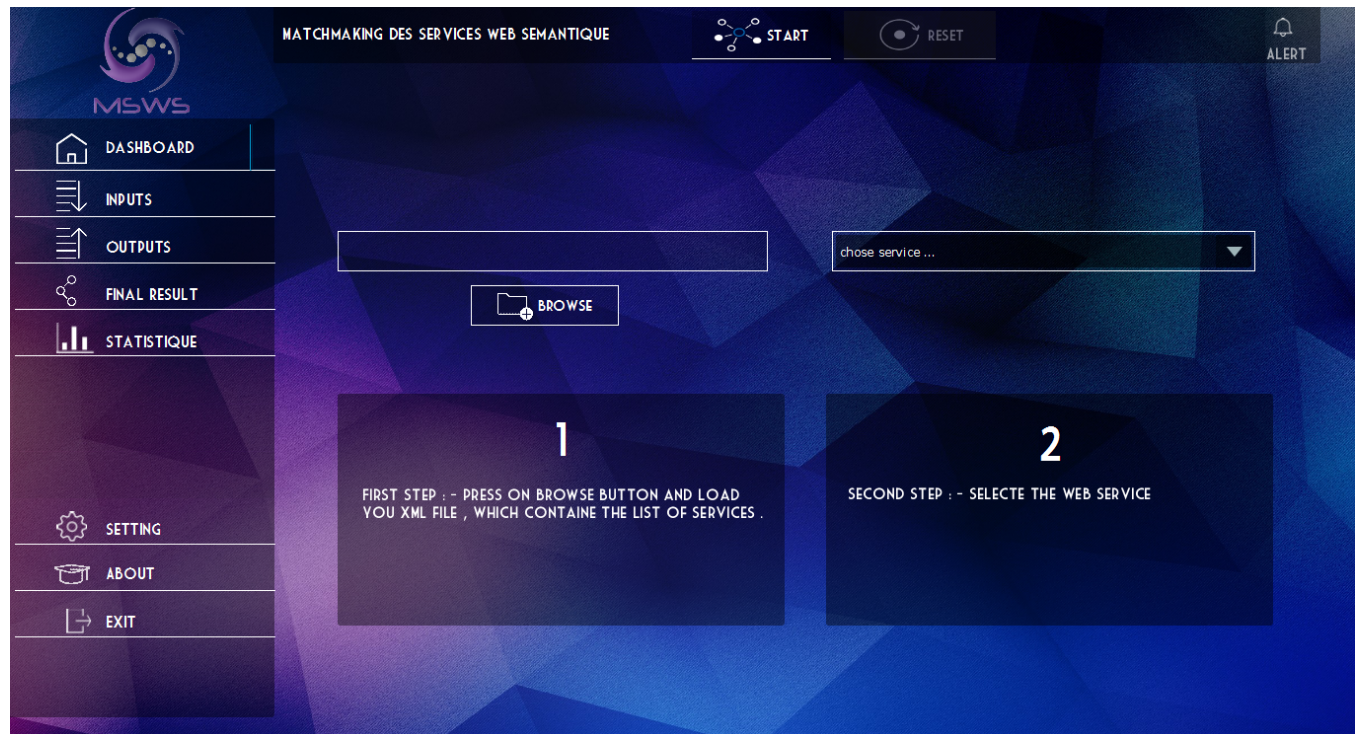 MSWS
MATCHMAKING DES SERVICES WEB SEMANTIQUE
START
RESET
ALERT
DASHBOARD
INPUTS
OUTPUTS
FINAL RESULT
STATISTIQUE
SETTING
ABOUT
EXIT
chose service ...
BROWSE
1
FIRST STEP : - PRESS ON BROWSE BUTTON AND LOAD
YOU XML FILE , WHICH CONTAINE THE LIST OF SERVICES .
2
SECOND STEP : - SELECTE THE WEB SERVICE